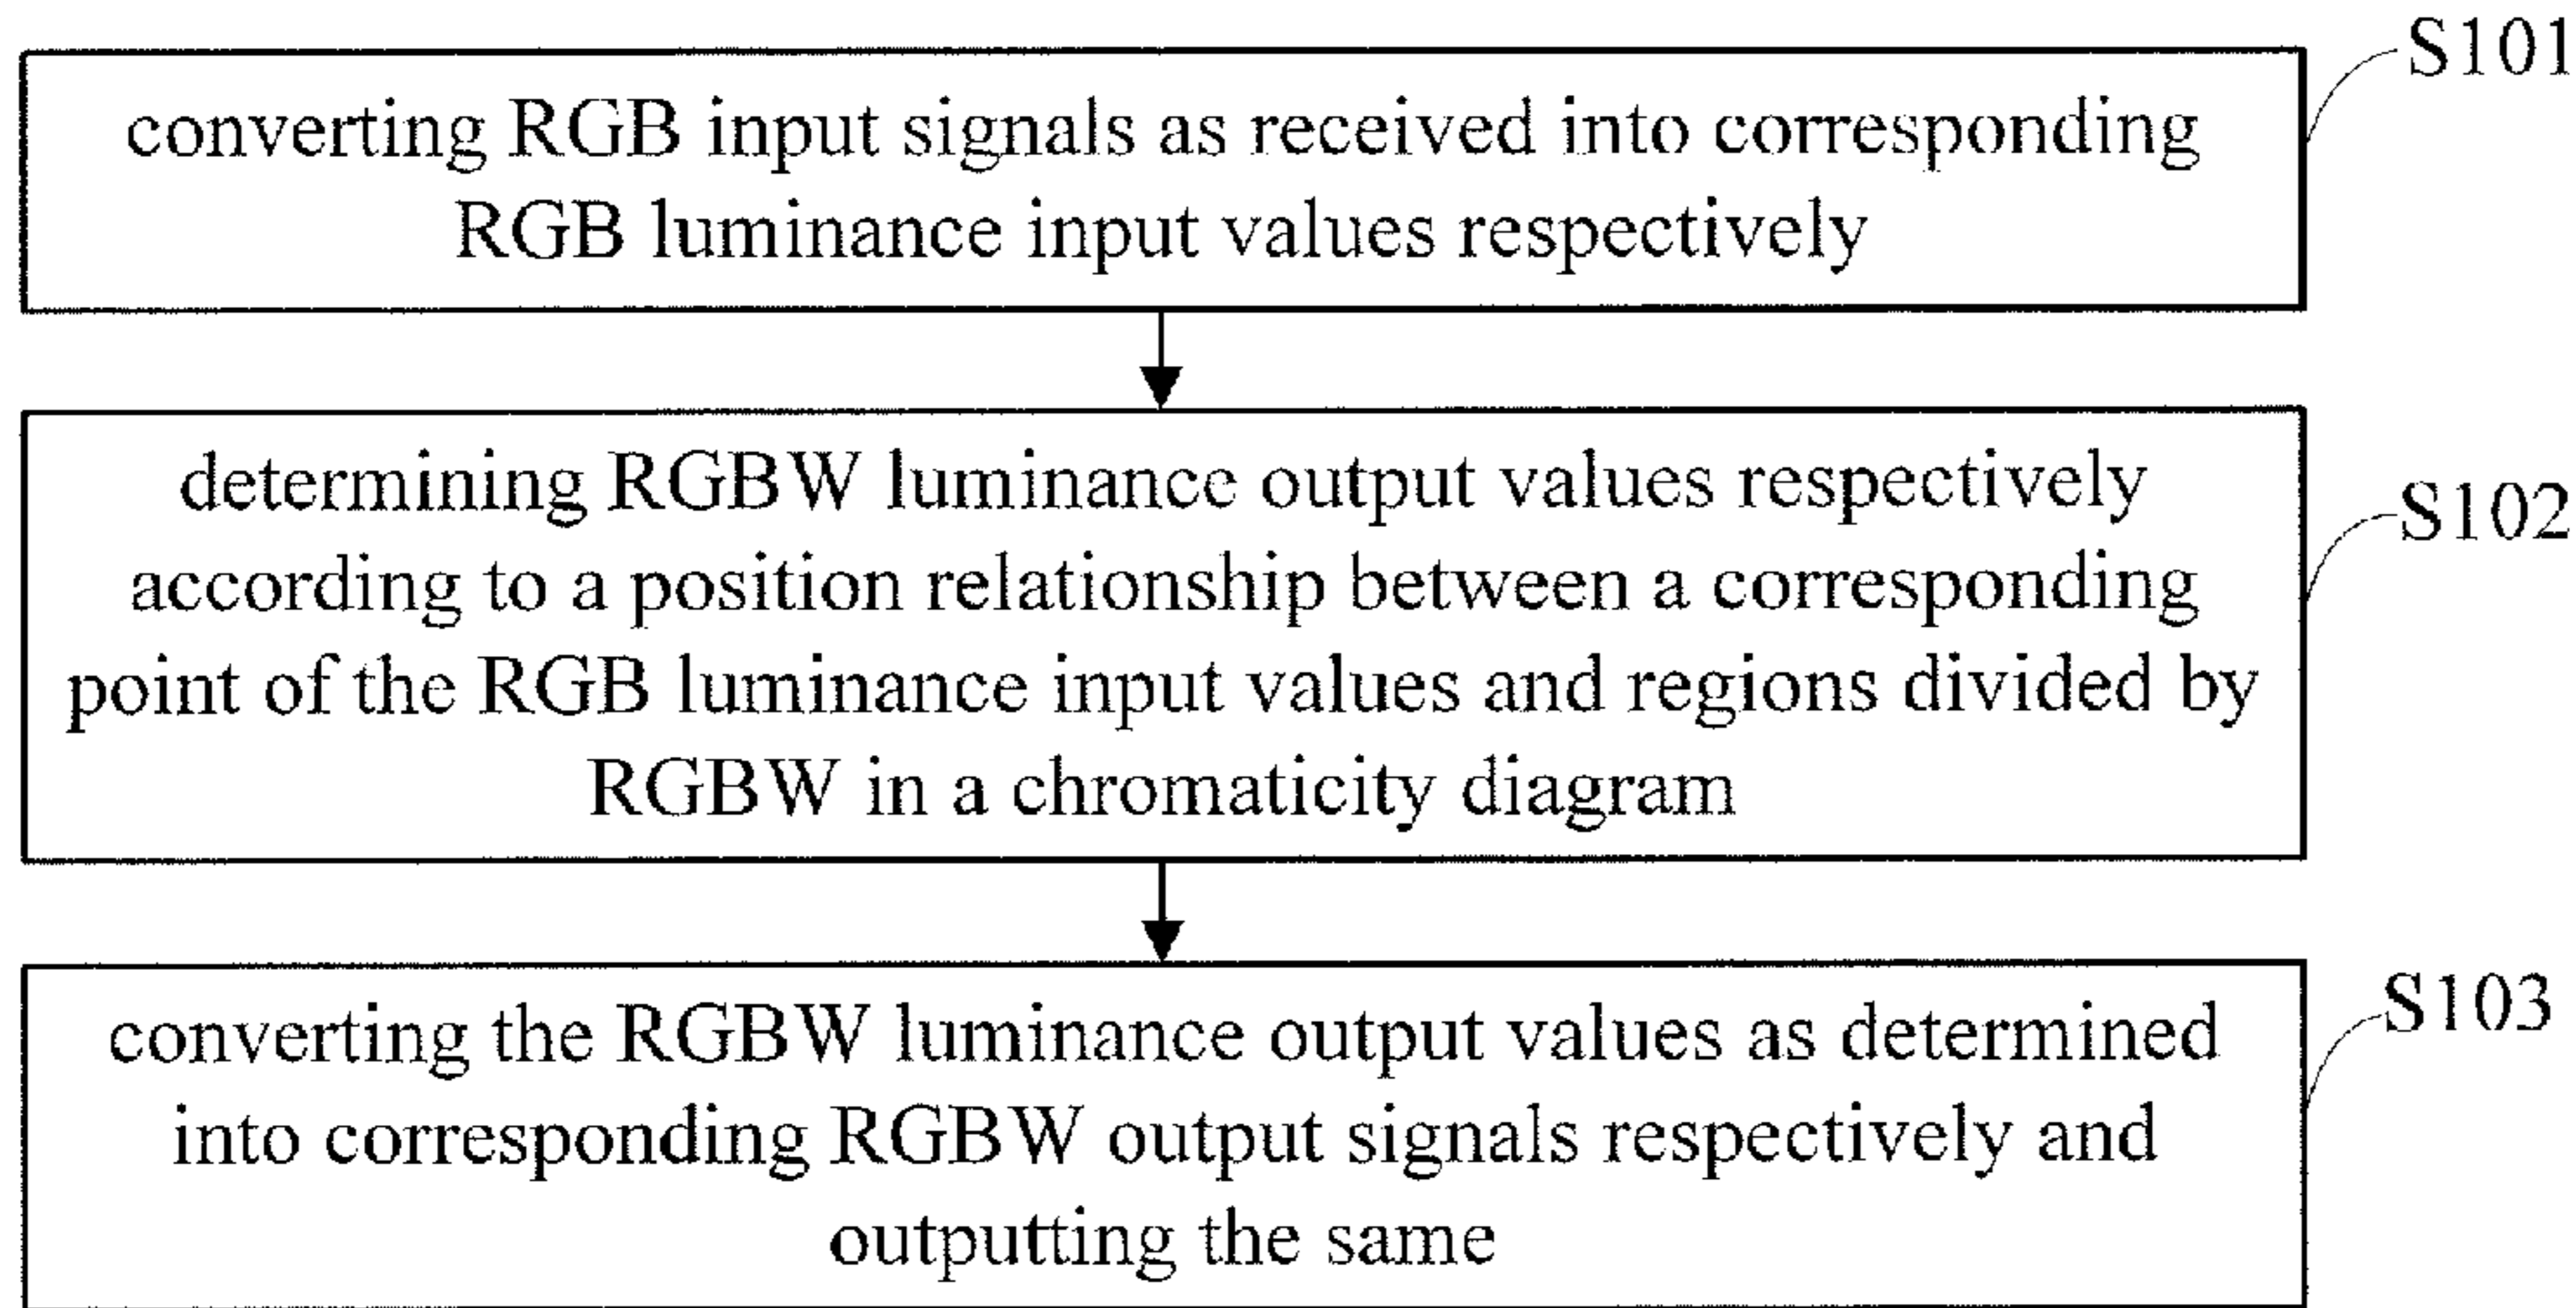 S101
converting RGB input signals as received into corresponding
RGB luminance input values respectively
determining RGBW luminance output values respectively
according to a position relationship between a corresponding
point of the RGB luminance input values and regions divided by
RGBW in a chromaticity diagram
S102
converting the RGBW luminance output values as determined
into corresponding RGBW output signals respectively and
outputting the same
S103